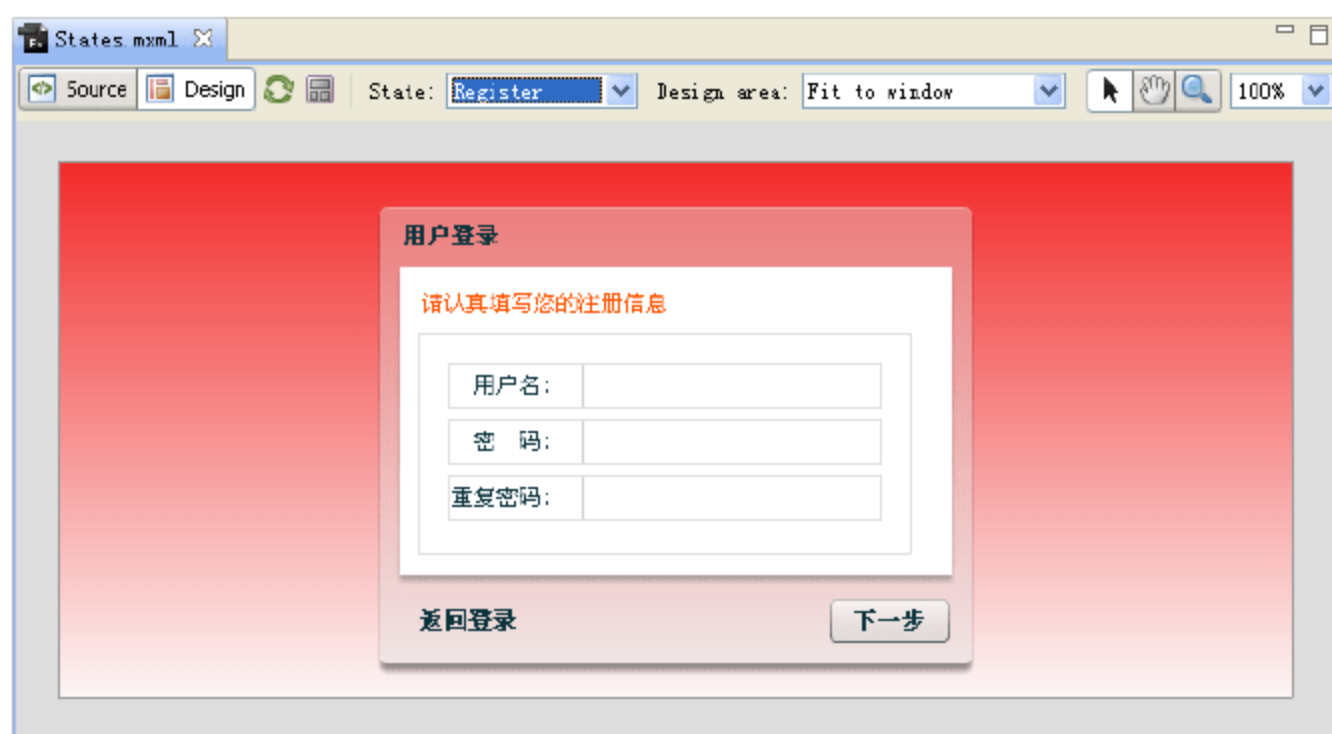 States.mxml
Source Design State: Register Design area: Fit to window 100%
用户登录
请认真填写您的注册信息
用户名:
密 码:
重复密码:
返回登录 下一步